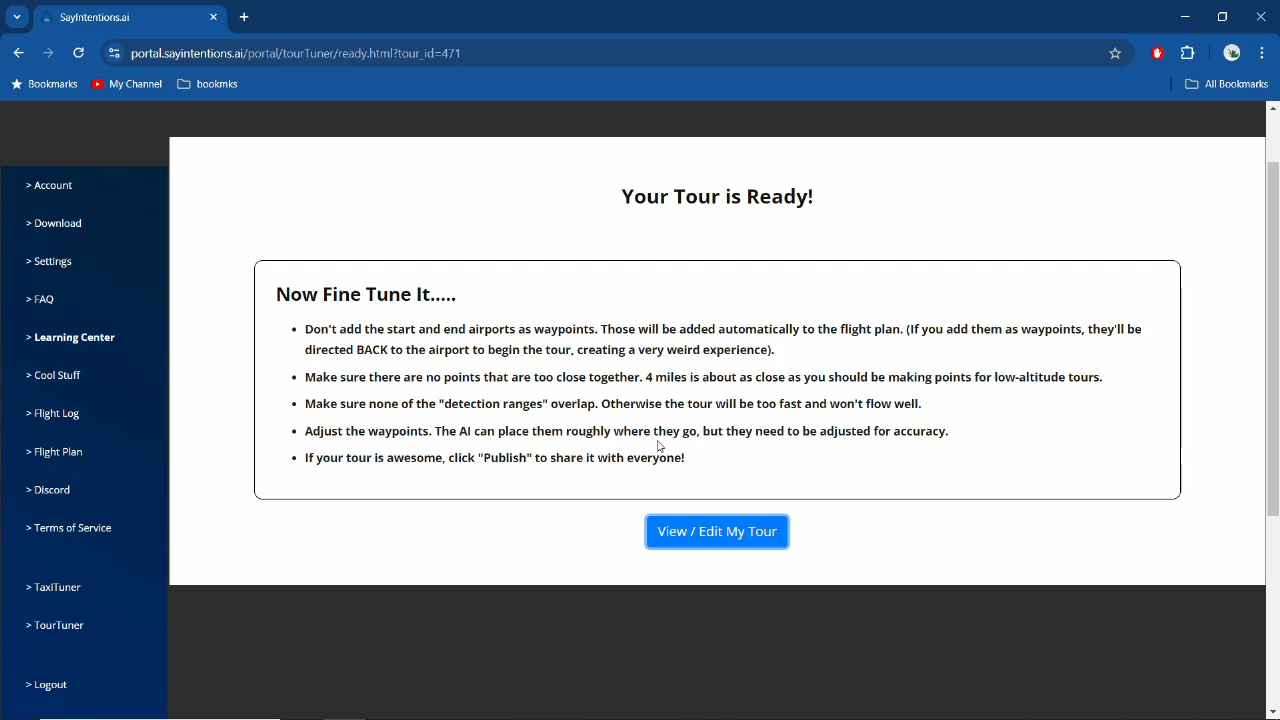 SayIntentions.ai
portal.sayintentions.ai/portal/tourTuner/ready.html?tour_id=471
Bookmarks
My Channel
bookmks
All Bookmarks
> Account
> Download
> Settings
> FAQ
> Learning Center
> Cool Stuff
> Flight Log
> Flight Plan
> Discord
> Terms of Service
> TaxiTuner
> TourTuner
> Logout
Your Tour is Ready!
Now Fine Tune It.....
• Don't add the start and end airports as waypoints. Those will be added automatically to the flight plan. (If you add them as waypoints, they'll be
directed BACK to the airport to begin the tour, creating a very weird experience).
• Make sure there are no points that are too close together. 4 miles is about as close as you should be making points for low-altitude tours.
• Make sure none of the "detection ranges" overlap. Otherwise the tour will be too fast and won't flow well.
• Adjust the waypoints. The AI can place them roughly where they go, but they need to be adjusted for accuracy.
• If your tour is awesome, click "Publish" to share it with everyone!
View / Edit My Tour